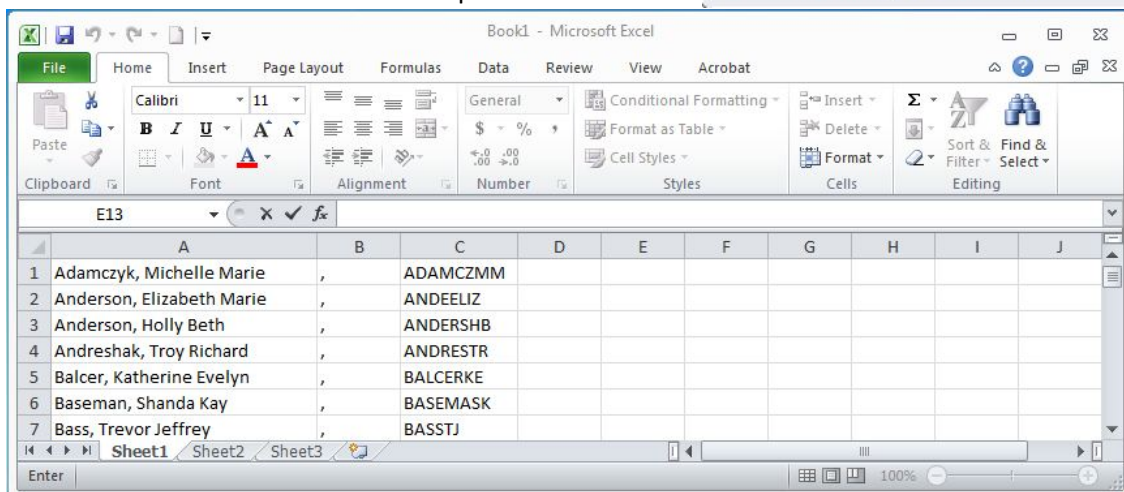 Book1 - Microsoft Excel
File Home Insert Page Layout Formulas Data Review View Acrobat
Calibri 11 General Conditional Formatting Insert Σ
Paste B I U A A $ % , Format as Table Delete Sort & Filter Find & Select
Cell Styles Format
Clipboard Font Alignment Number Styles Cells Editing
E13 fx
A B C D E F G H I J
1 Adamczyk, Michelle Marie , ADAMCZMM
2 Anderson, Elizabeth Marie , ANDEELIZ
3 Anderson, Holly Beth , ANDERSHB
4 Andreshak, Troy Richard , ANDRESTR
5 Balcer, Katherine Evelyn , BALCERKE
6 Baseman, Shanda Kay , BASEMASK
7 Bass, Trevor Jeffrey , BASSTJ
Sheet1 Sheet2 Sheet3
Enter 100%